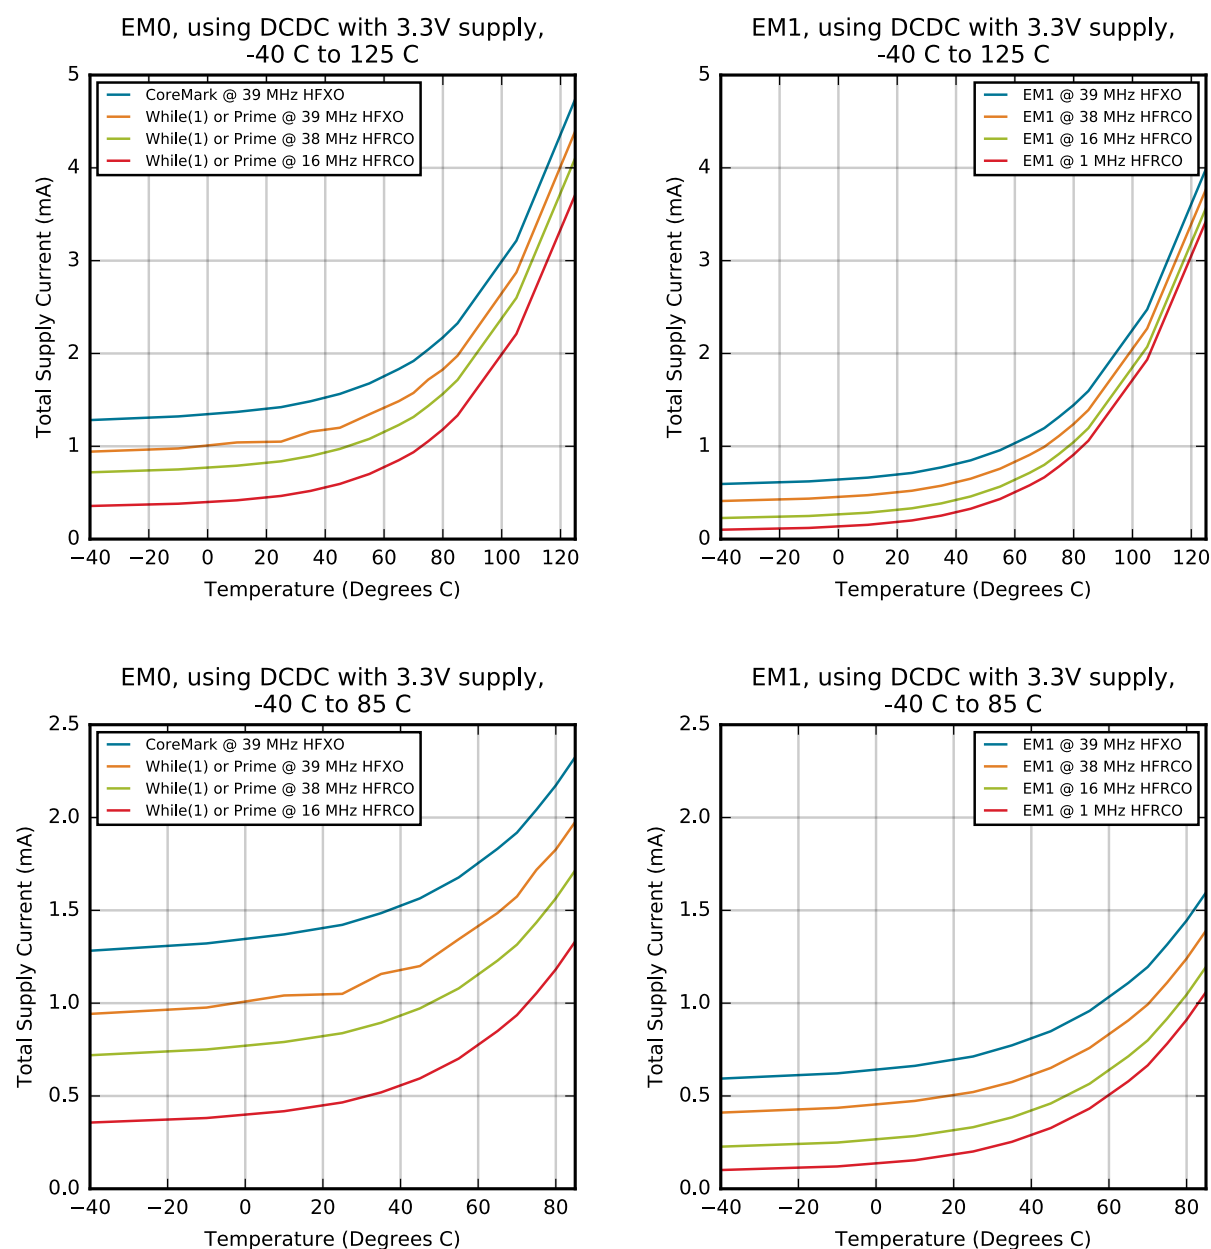 EM0, using DCDC with 3.3V supply,
-40 C to 125 C
5
4
3
2
1
0
Total Supply Current (mA)
CoreMark @ 39 MHz HFXO
While(1) or Prime @ 39 MHz HFXO
While(1) or Prime @ 38 MHz HFRCO
While(1) or Prime @ 16 MHz HFRCO
−40 −20 0 20 40 60 80 100 120
Temperature (Degrees C)
EM1, using DCDC with 3.3V supply,
-40 C to 125 C
5
4
3
2
1
0
Total Supply Current (mA)
EM1 @ 39 MHz HFXO
EM1 @ 38 MHz HFRCO
EM1 @ 16 MHz HFRCO
EM1 @ 1 MHz HFRCO
−40 −20 0 20 40 60 80 100 120
Temperature (Degrees C)
EM0, using DCDC with 3.3V supply,
-40 C to 85 C
2.5
2.0
1.5
1.0
0.5
0.0
Total Supply Current (mA)
CoreMark @ 39 MHz HFXO
While(1) or Prime @ 39 MHz HFXO
While(1) or Prime @ 38 MHz HFRCO
While(1) or Prime @ 16 MHz HFRCO
−40 −20 0 20 40 60 80
Temperature (Degrees C)
EM1, using DCDC with 3.3V supply,
-40 C to 85 C
2.5
2.0
1.5
1.0
0.5
0.0
Total Supply Current (mA)
EM1 @ 39 MHz HFXO
EM1 @ 38 MHz HFRCO
EM1 @ 16 MHz HFRCO
EM1 @ 1 MHz HFRCO
−40 −20 0 20 40 60 80
Temperature (Degrees C)